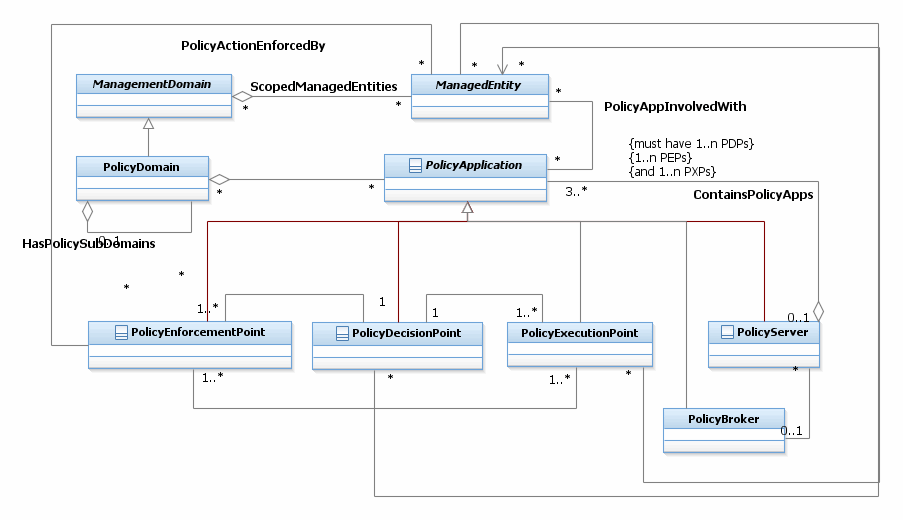 PolicyActionEnforcedBy
*
*
*
ManagementDomain
ScopedManagedEntities
ManagedEntity
*
*
*
PolicyAppInvolvedWith
{must have 1..n PDPs}
{1..n PEPs}
{and 1..n PXPs}
PolicyDomain
*
*
PolicyApplication
*
3..*
ContainsPolicyApps
HasPolicySubDomains
0..1
*
*
1..*
1
1
1..*
0..1
PolicyEnforcementPoint
PolicyDecisionPoint
PolicyExecutionPoint
PolicyServer
1..*
*
1..*
*
*
PolicyBroker
0..1